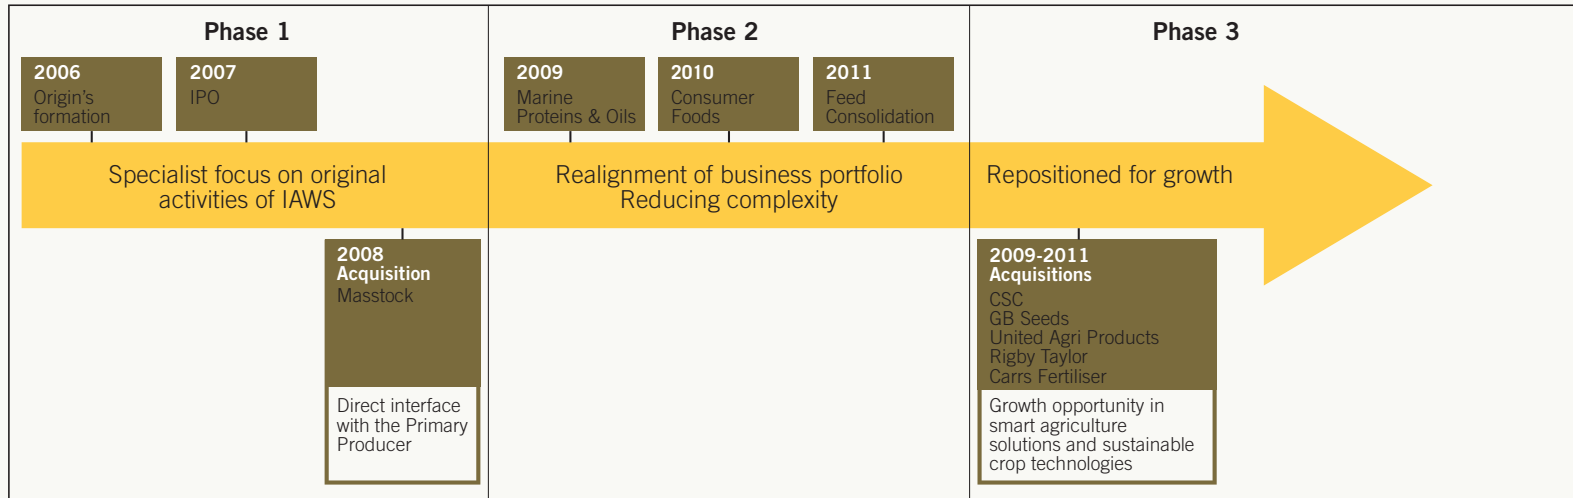 Phase 1
2006
Origin's
formation
2007
IPO
Specialist focus on original
activities of IAWS
2008
Acquisition
Masstock
Direct interface
with the Primary
Producer
Phase 2
2009
Marine
Proteins & Oils
2010
Consumer
Foods
2011
Feed
Consolidation
Realignment of business portfolio
Reducing complexity
Phase 3
Repositioned for growth
2009-2011
Acquisitions
CSC
GB Seeds
United Agri Products
Rigby Taylor
Carrs Fertiliser
Growth opportunity in
smart agriculture
solutions and sustainable
crop technologies